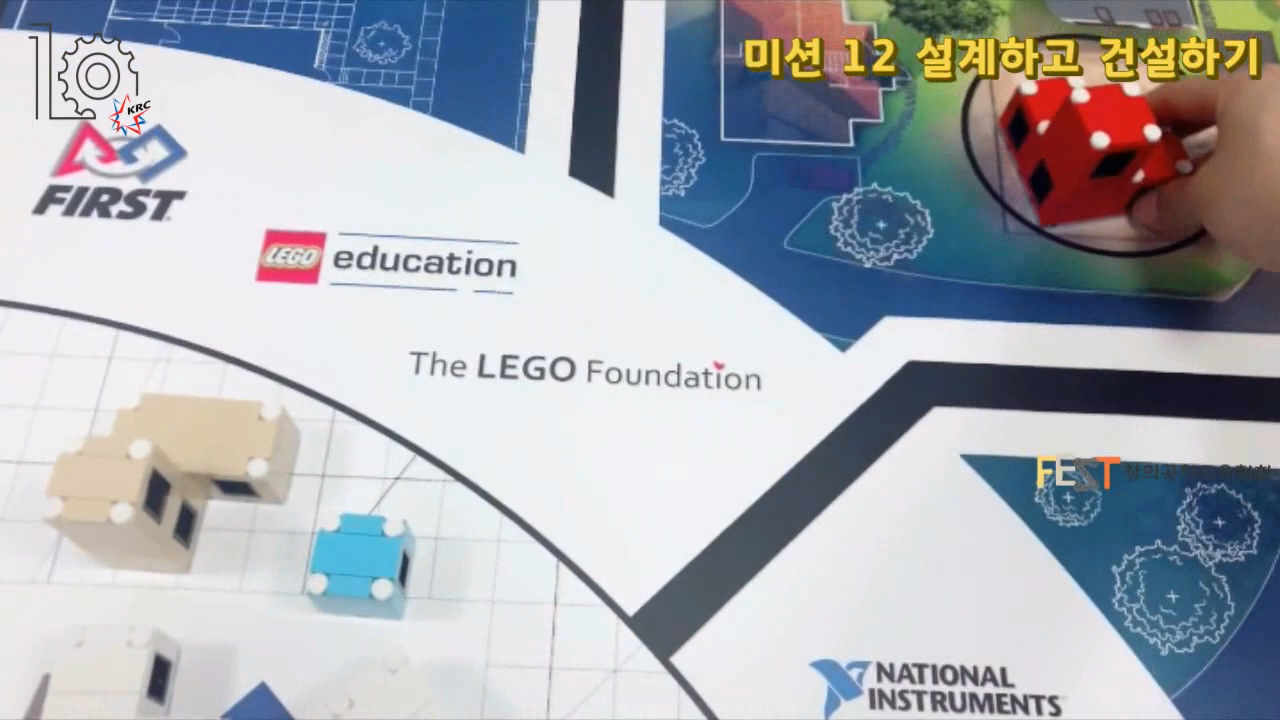 미션 12 설계하고 건설하기
KRC
FIRST
LEGO education
The LEGO Foundation
FEST
NATIONAL
INSTRUMENTS